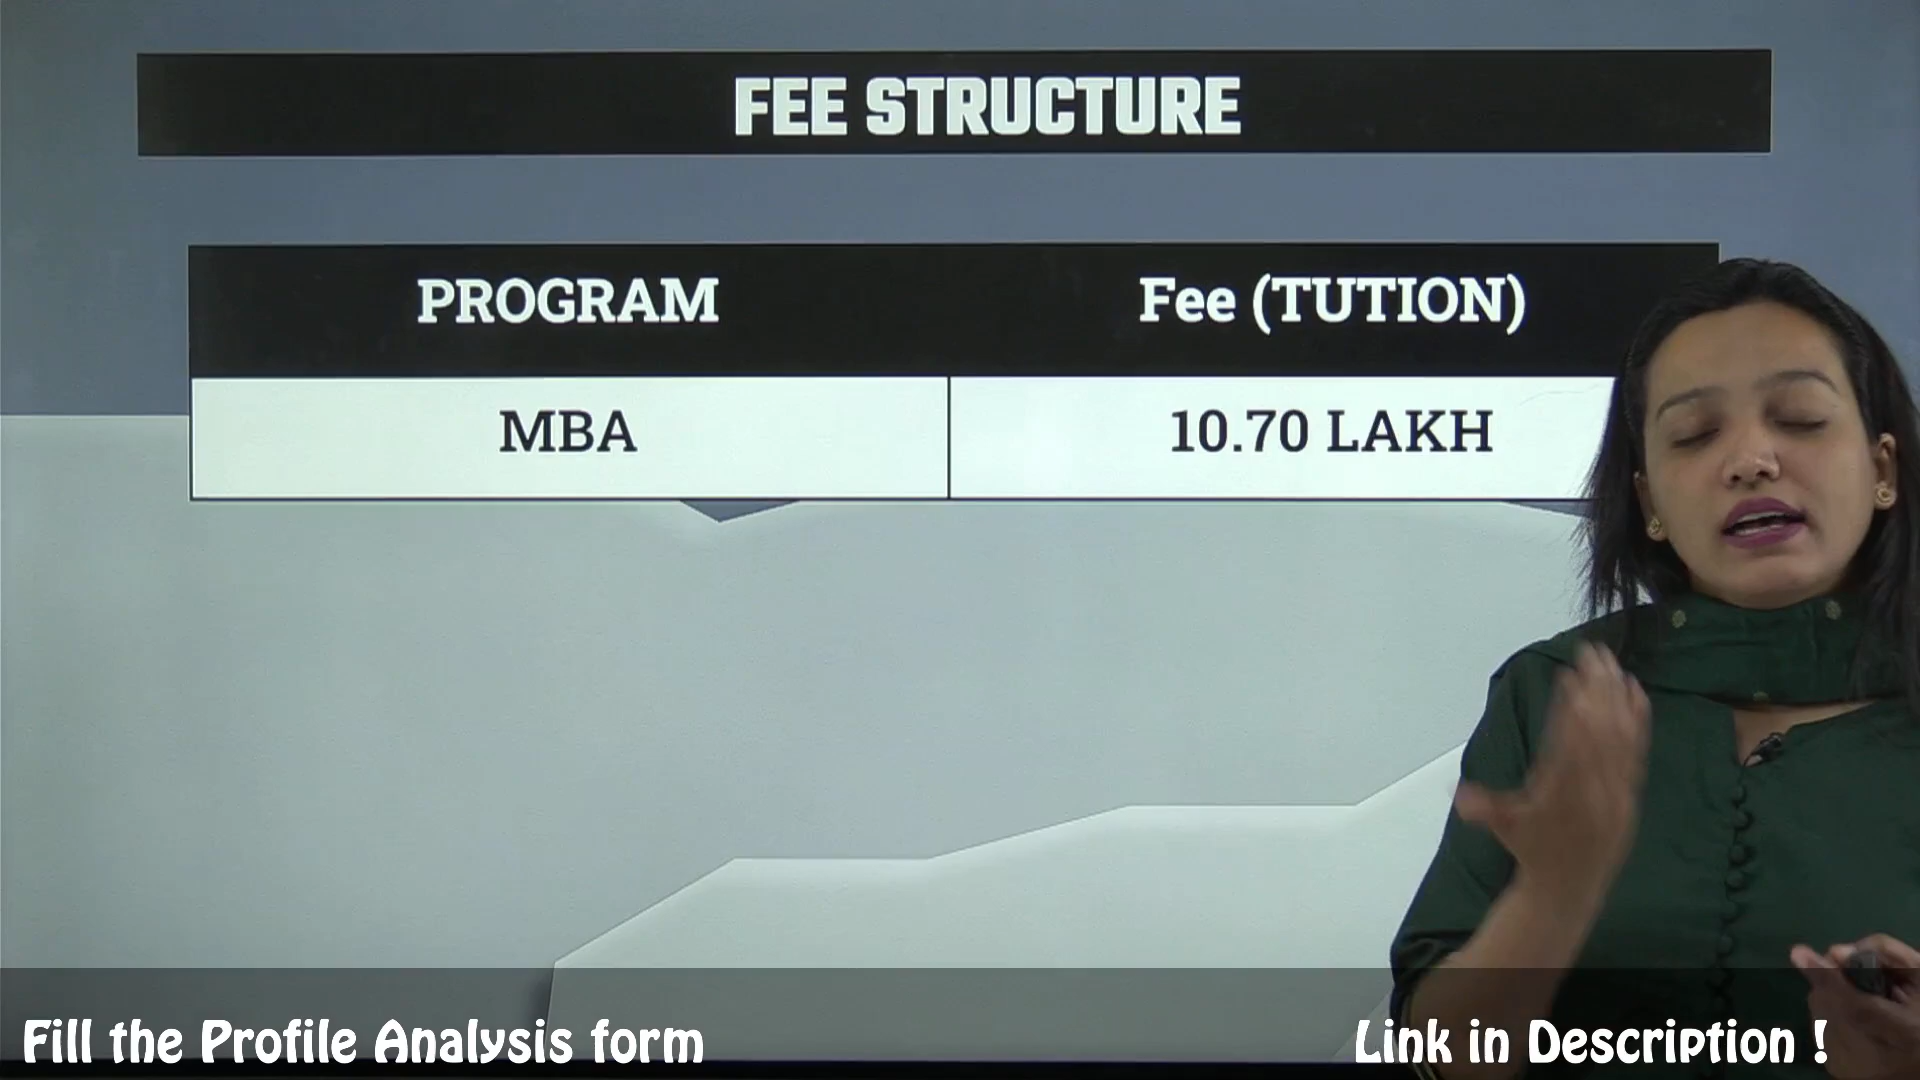 FEE STRUCTURE
PROGRAM Fee (TUTION)
MBA 10.70 LAKH
Fill the Profile Analysis form Link in Description !